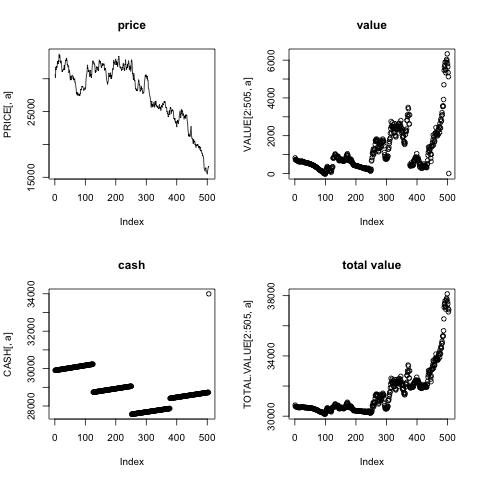 price
PRICE[, a]
15000 25000
0 100 200 300 400 500
Index
value
VALUE[2:505, a]
0 2000 4000 6000
0 100 200 300 400 500
Index
cash
CASH[, a]
28000 30000 32000 34000
0 100 200 300 400 500
Index
total value
TOTAL.VALUE[2:505, a]
30000 34000 38000
0 100 200 300 400 500
Index